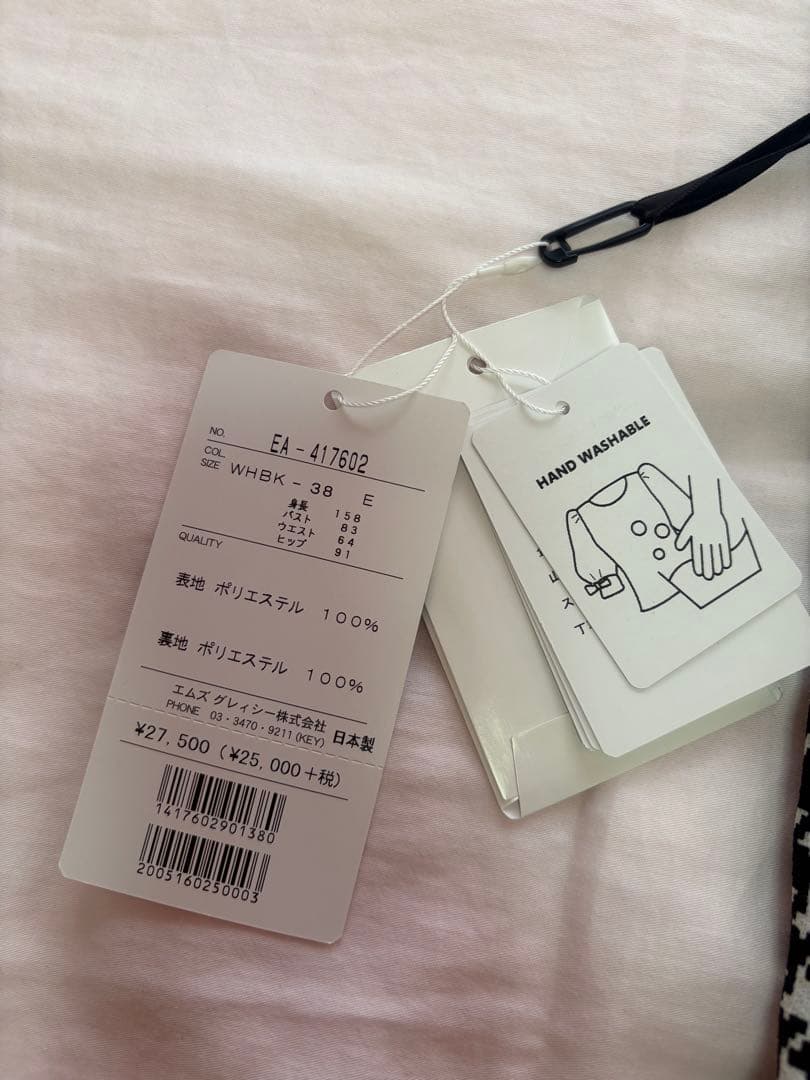 NO. EA-417602
COL.
SIZE WHBK-38 E
身長 158
バスト 83
ウエスト 64
ヒップ 91
QUALITY
表地 ポリエステル 100%
裏地 ポリエステル 100%
エムズ グレィシー株式会社
PHONE 03・3470・9211(KEY) 日本製
¥27,500 (¥25,000+税)
1417602901380
2005160250003
HAND WASHABLE